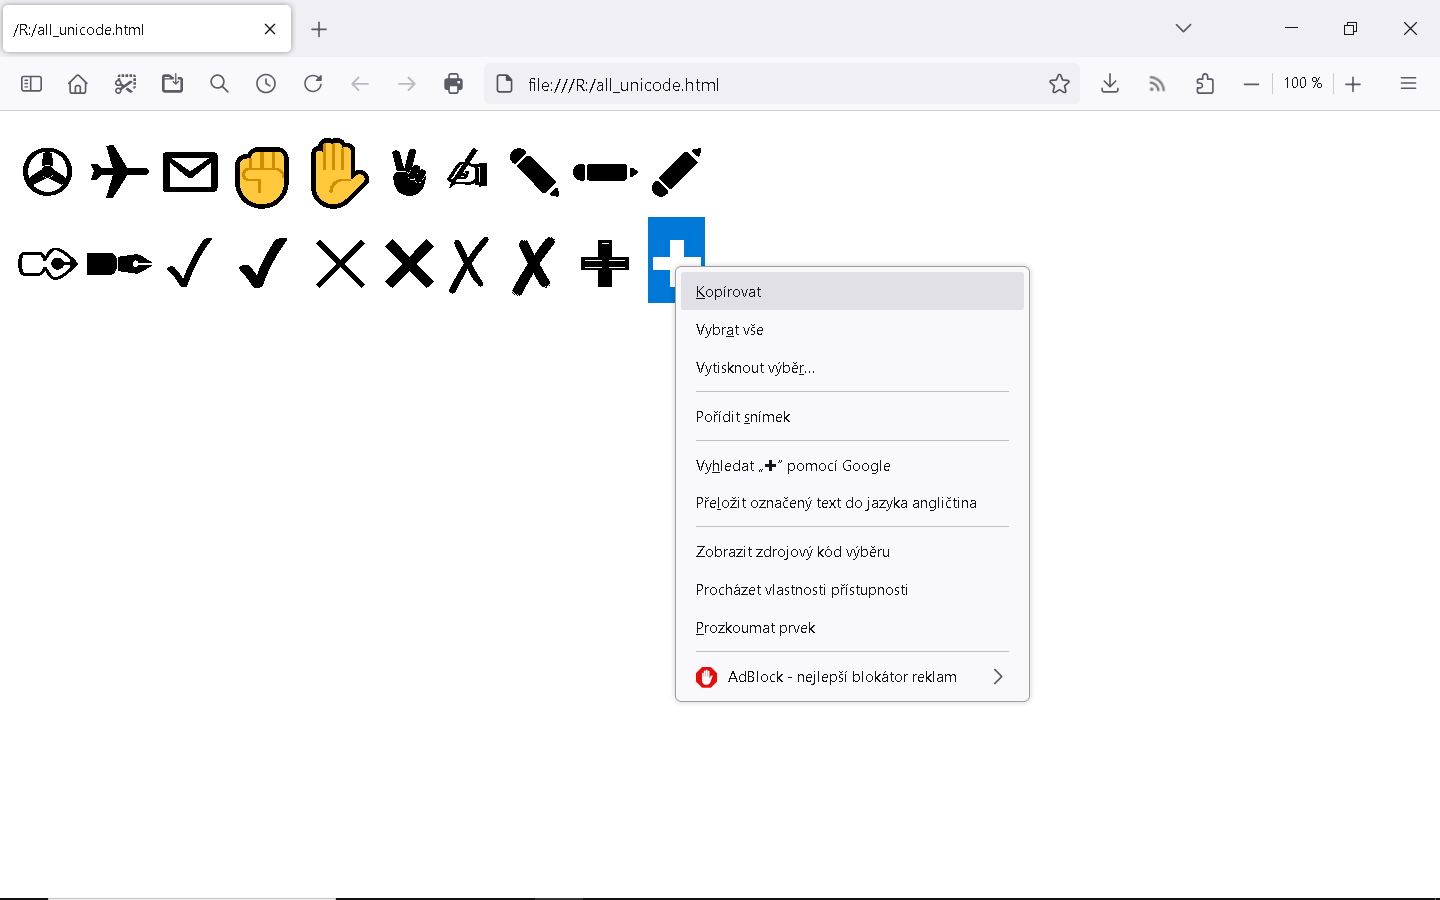 /R:/all_unicode.html
file:///R:/all_unicode.html
100 %
✇ ✈ ✉ ✊ ✋ ✌ ✍ ✎ ✏ ✐
✑ ✒ ✓ ✔ ✕ ✖ ✗ ✘ ✙ ✚
Kopírovat
Vybrat vše
Vytisknout výběr...
Pořídit snímek
Vyhledat „✚” pomocí Google
Přeložit označený text do jazyka angličtina
Zobrazit zdrojový kód výběru
Procházet vlastnosti přístupnosti
Prozkoumat prvek
AdBlock - nejlepší blokátor reklam